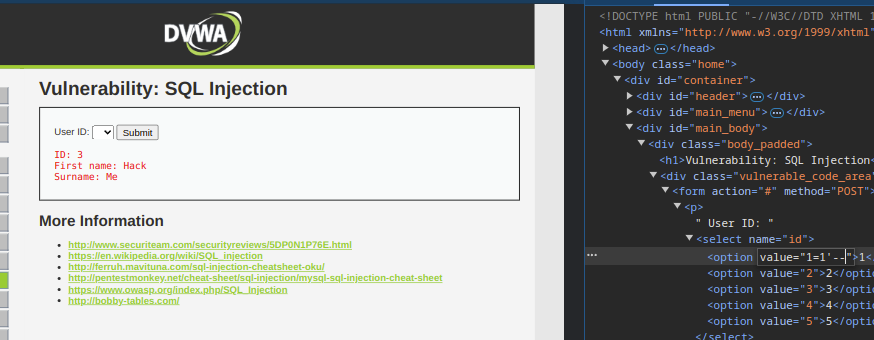 DVWA
Vulnerability: SQL Injection
User ID: Submit
ID: 3
First name: Hack
Surname: Me
More Information
http://www.securiteam.com/securityreviews/5DP0N1P76E.html
https://en.wikipedia.org/wiki/SQL_injection
http://ferruh.mavituna.com/sql-injection-cheatsheet-oku/
http://pentestmonkey.net/cheat-sheet/sql-injection/mysql-sql-injection-cheat-sheet
https://www.owasp.org/index.php/SQL_Injection
http://bobby-tables.com/
<!DOCTYPE html PUBLIC "-//W3C//DTD XHTML 1
<html xmlns="http://www.w3.org/1999/xhtml"
<head> ••• </head>
<body class="home">
<div id="container">
<div id="header"> ••• </div>
<div id="main_menu"> ••• </div>
<div id="main_body">
<div class="body_padded">
<h1>Vulnerability: SQL Injection<
<div class="vulnerable_code_area"
<form action="#" method="POST">
<p>
" User ID: "
<select name="id">
<option value="1=1'--">1</
<option value="2">2</optio
<option value="3">3</optio
<option value="4">4</optio
<option value="5">5</optio
</select>